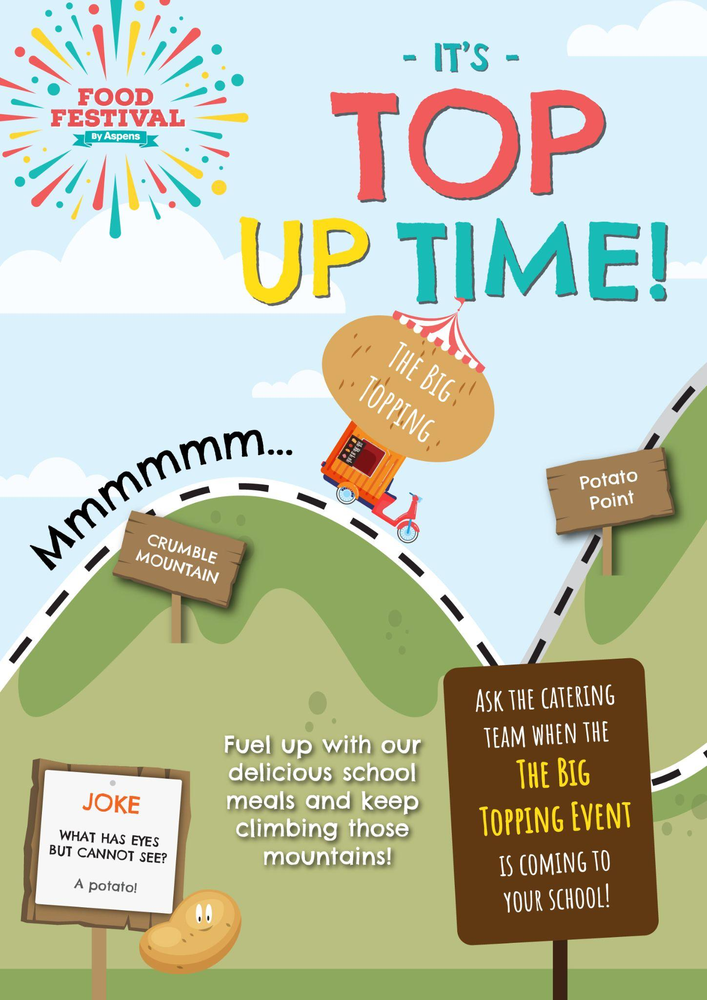 FOOD
FESTIVAL
By Aspens
- IT'S -
TOP
UP TIME!
THE BIG
TOPPING
Mmmmmmm...
CRUMBLE
MOUNTAIN
Potato
Point
ASK THE CATERING
TEAM WHEN THE
THE BIG
TOPPING EVENT
IS COMING TO
YOUR SCHOOL!
Fuel up with our
delicious school
meals and keep
climbing those
mountains!
JOKE
WHAT HAS EYES
BUT CANNOT SEE?
A potato!